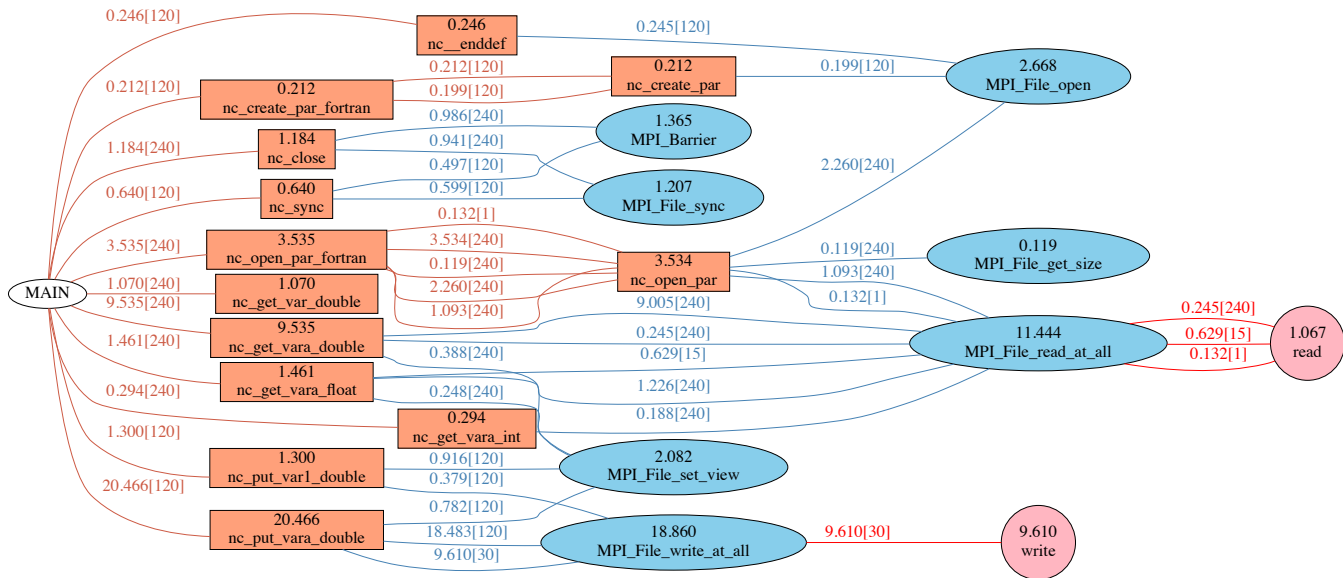 0.246[120]
0.246
nc__enddef
0.245[120]
0.212[120]
0.212
nc_create_par_fortran
0.212[120]
0.199[120]
0.212
nc_create_par
0.199[120]
2.668
MPI_File_open
1.184[240]
1.184
nc_close
0.986[240]
0.941[240]
1.365
MPI_Barrier
0.640[120]
0.640
nc_sync
0.497[120]
0.599[120]
1.207
MPI_File_sync
2.260[240]
3.535[240]
3.535
nc_open_par_fortran
0.132[1]
3.534[240]
0.119[240]
2.260[240]
1.093[240]
3.534
nc_open_par
0.119[240]
1.093[240]
0.132[1]
0.119
MPI_File_get_size
MAIN
1.070[240]
1.070
nc_get_var_double
9.535[240]
9.535
nc_get_vara_double
9.005[240]
0.245[240]
0.388[240]
11.444
MPI_File_read_at_all
0.245[240]
0.629[15]
0.132[1]
1.067
read
1.461[240]
1.461
nc_get_vara_float
0.629[15]
1.226[240]
0.248[240]
0.294[240]
0.294
nc_get_vara_int
0.188[240]
1.300[120]
1.300
nc_put_var1_double
0.916[120]
0.379[120]
2.082
MPI_File_set_view
20.466[120]
20.466
nc_put_vara_double
0.782[120]
18.483[120]
9.610[30]
18.860
MPI_File_write_at_all
9.610[30]
9.610
write